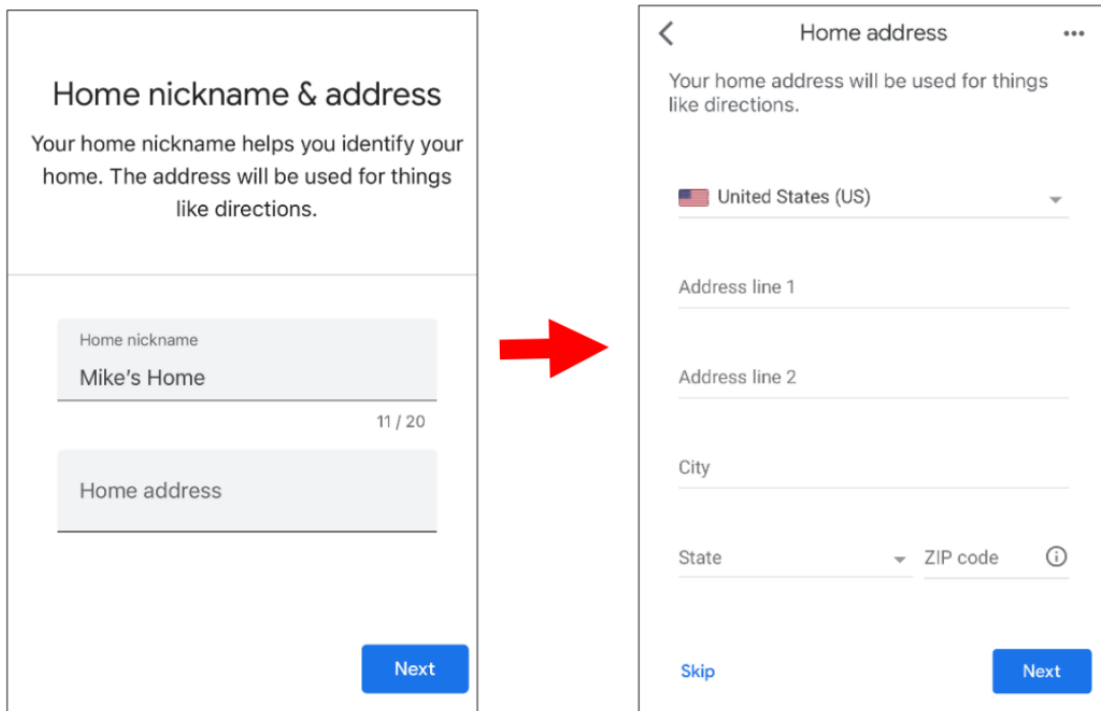 Home nickname & address
Your home nickname helps you identify your
home. The address will be used for things
like directions.
Home nickname
Mike's Home
11 / 20
Home address
Next
Home address
Your home address will be used for things
like directions.
United States (US)
Address line 1
Address line 2
City
State
ZIP code
Skip
Next